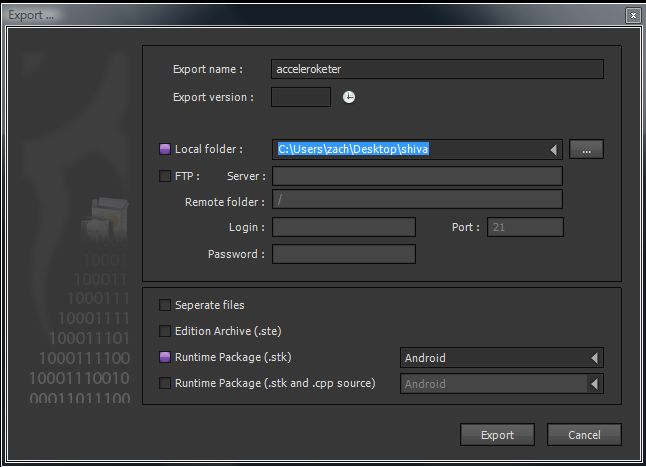 Export ...
Export name : acceleroketer
Export version :
Local folder : C:\Users\zach\Desktop\shiva ...
FTP : Server :
Remote folder : /
Login : Port : 21
Password :
Seperate files
Edition Archive (.ste)
Runtime Package (.stk) Android
Runtime Package (.stk and .cpp source) Android
Export Cancel
10001
100011
1000111
10001111
100011101
1000111100
10001110010
00011011100